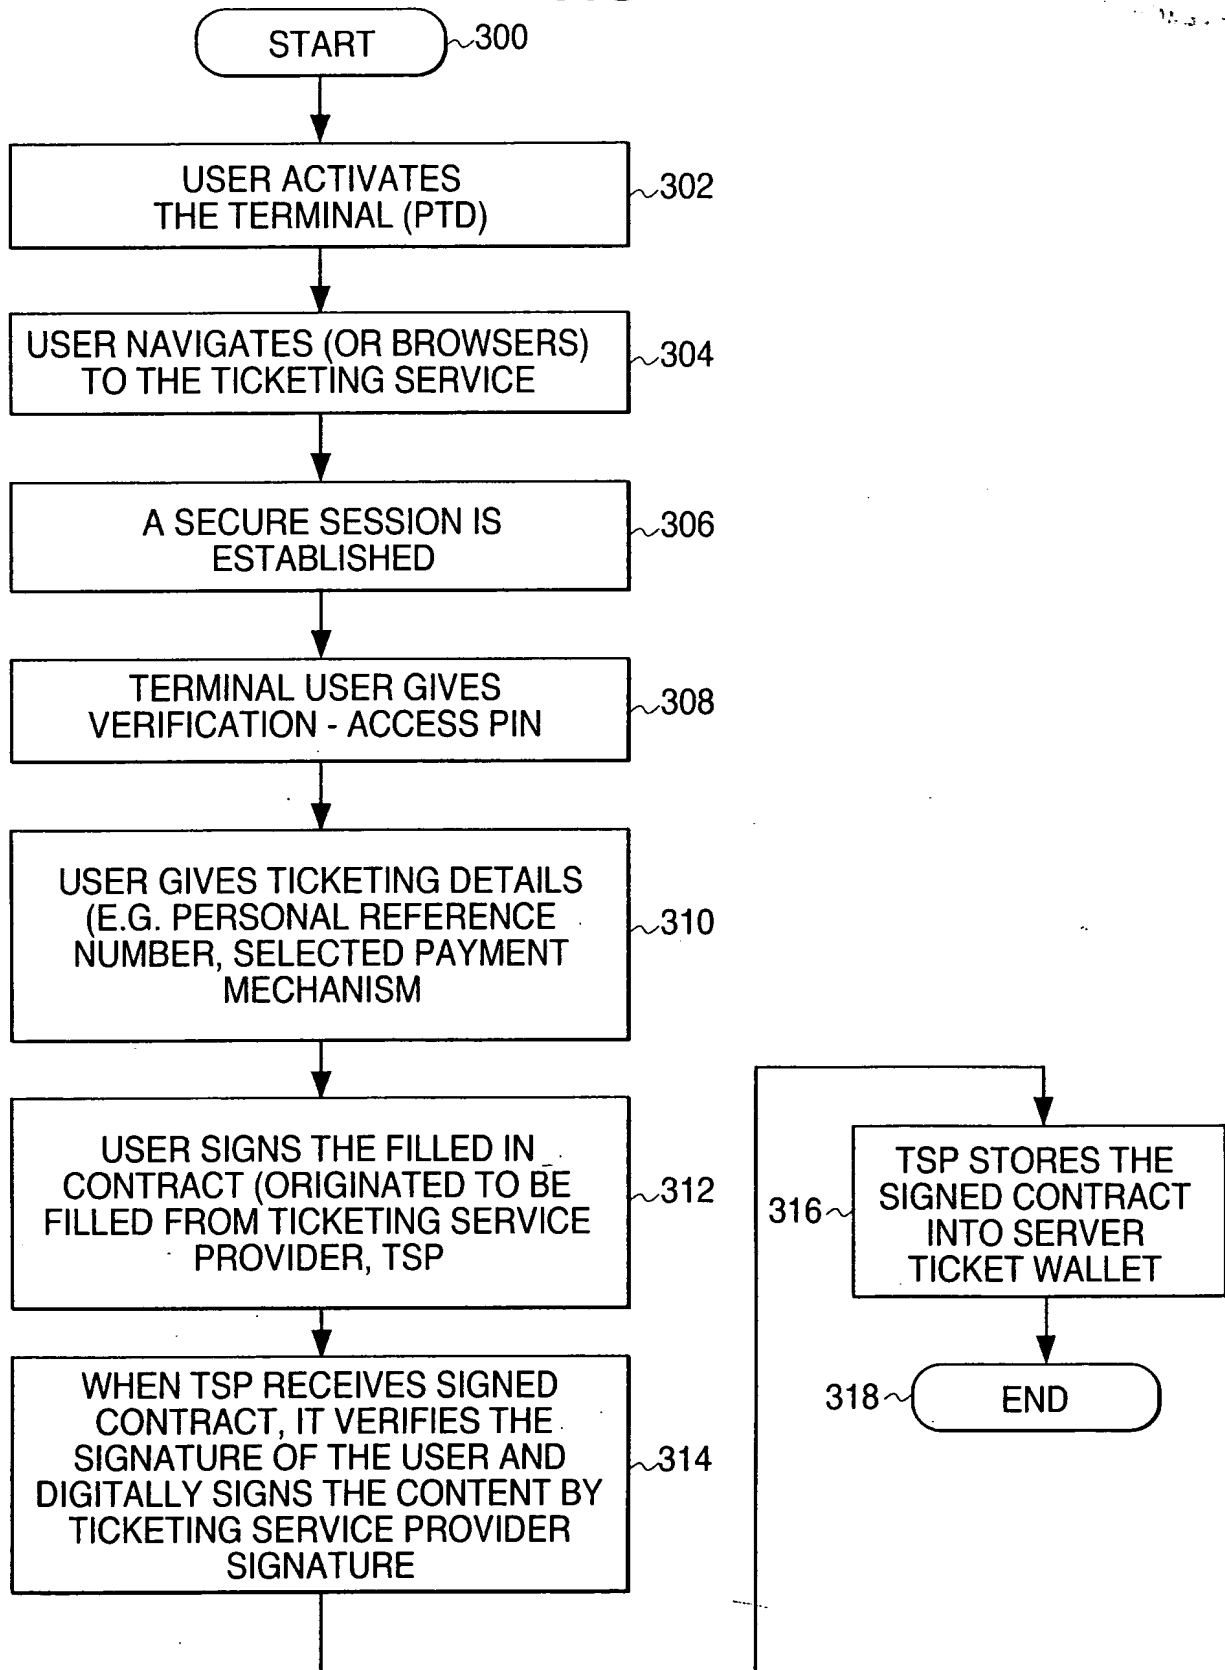 START
300
USER ACTIVATES
THE TERMINAL (PTD)
302
USER NAVIGATES (OR BROWSERS)
TO THE TICKETING SERVICE
304
A SECURE SESSION IS
ESTABLISHED
306
TERMINAL USER GIVES
VERIFICATION - ACCESS PIN
308
USER GIVES TICKETING DETAILS
(E.G. PERSONAL REFERENCE
NUMBER, SELECTED PAYMENT
MECHANISM
310
USER SIGNS THE FILLED IN
CONTRACT (ORIGINATED TO BE
FILLED FROM TICKETING SERVICE
PROVIDER, TSP
312
WHEN TSP RECEIVES SIGNED
CONTRACT, IT VERIFIES THE
SIGNATURE OF THE USER AND
DIGITALLY SIGNS THE CONTENT BY
TICKETING SERVICE PROVIDER
SIGNATURE
314
TSP STORES THE
SIGNED CONTRACT
INTO SERVER
TICKET WALLET
316
END
318